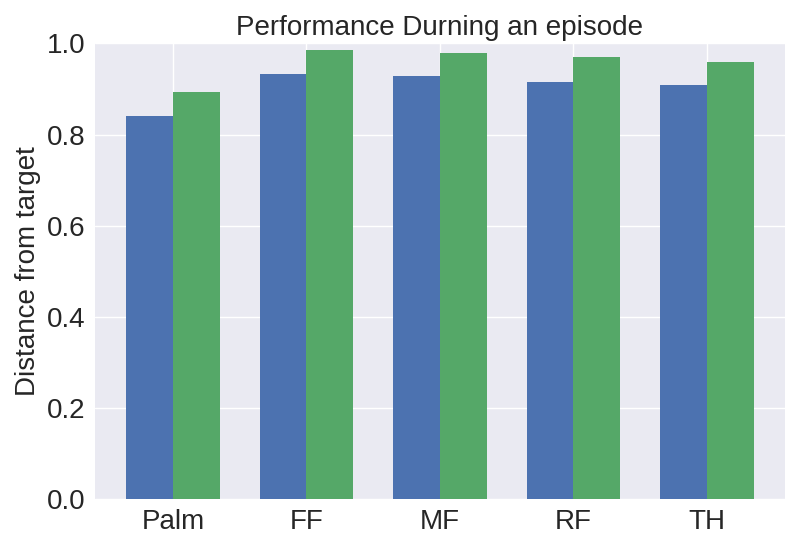 Performance Durning an episode
Distance from target
1.0
0.8
0.6
0.4
0.2
0.0
Palm FF MF RF TH